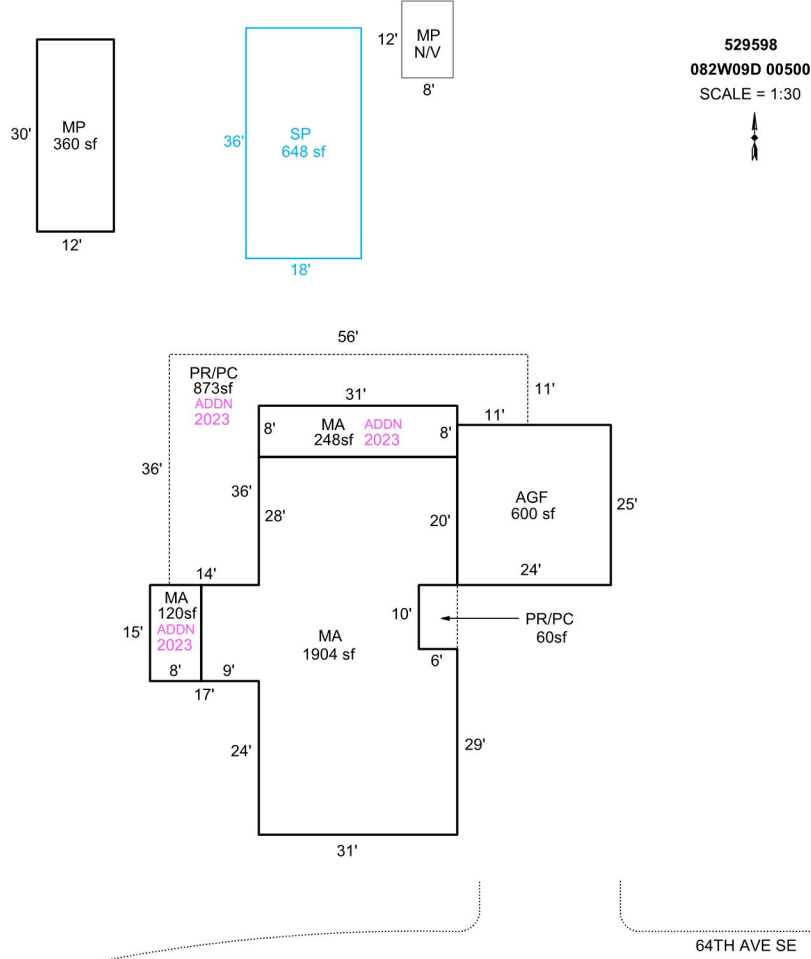 529598
082W09D 00500
SCALE = 1:30
12'
MP
N/V
8'
30'
MP
360 sf
12'
36'
SP
648 sf
18'
56'
PR/PC
873sf
ADDN
2023
31'
11'
11'
8'
MA
248sf
ADDN
2023
8'
36'
36'
28'
20'
AGF
600 sf
25'
24'
14'
15'
MA
120sf
ADDN
2023
8'
9'
17'
MA
1904 sf
10'
6'
PR/PC
60sf
24'
29'
31'
64TH AVE SE